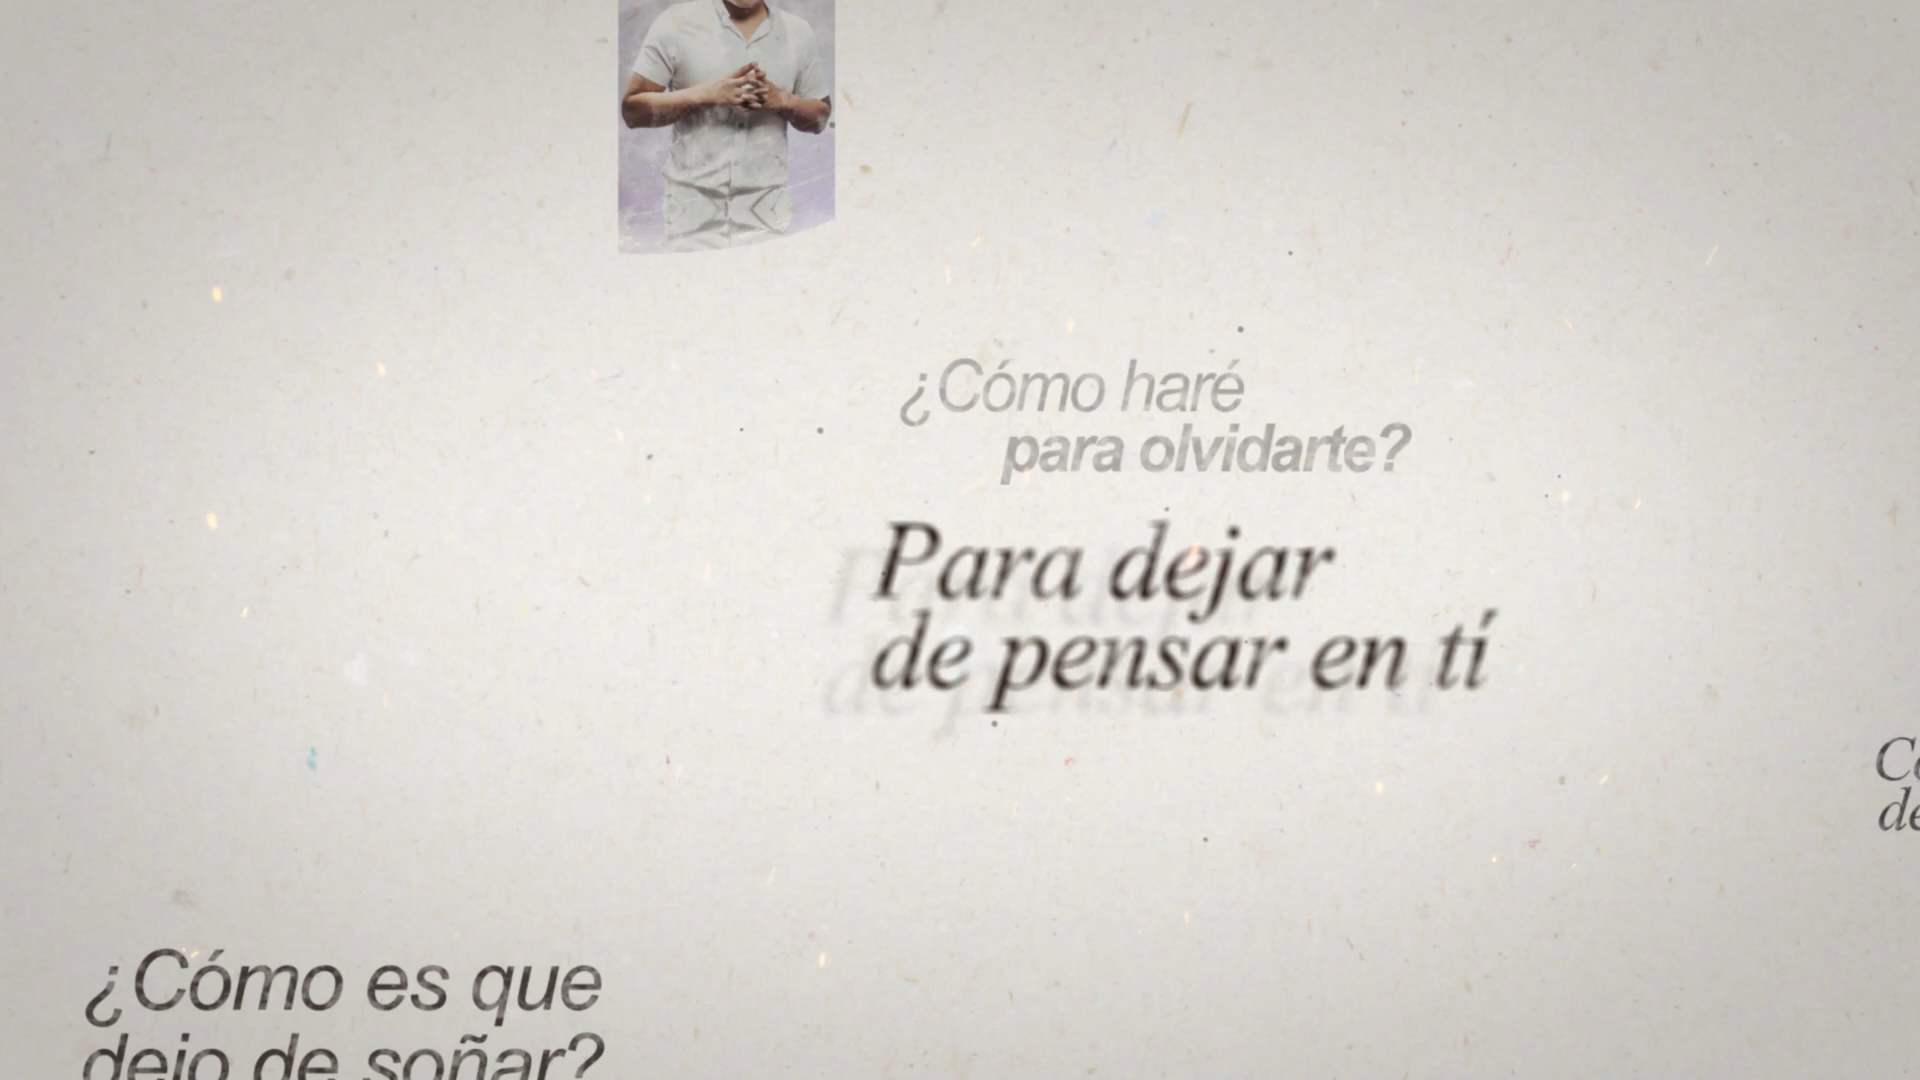 ¿Cómo haré
para olvidarte?
Para dejar
de pensar en tí
¿Cómo es que
dejo de soñar?